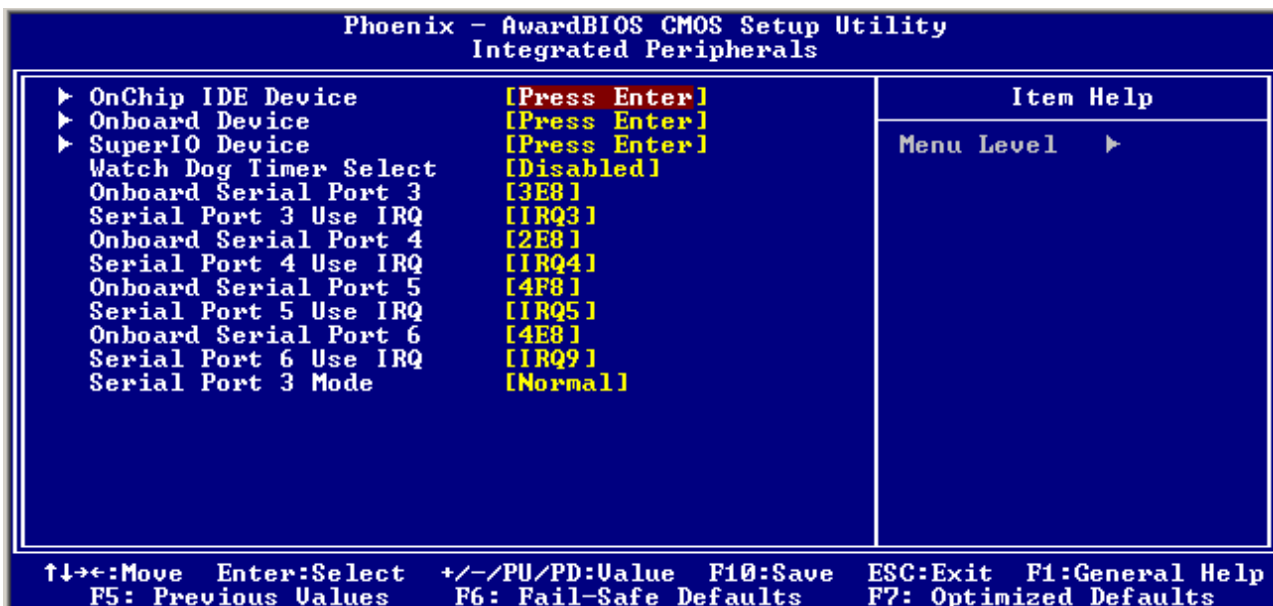 Phoenix - AwardBIOS CMOS Setup Utility
Integrated Peripherals
▶ OnChip IDE Device [Press Enter]
▶ Onboard Device [Press Enter]
▶ SuperIO Device [Press Enter]
Watch Dog Timer Select [Disabled]
Onboard Serial Port 3 [3E8]
Serial Port 3 Use IRQ [IRQ3]
Onboard Serial Port 4 [2E8]
Serial Port 4 Use IRQ [IRQ4]
Onboard Serial Port 5 [4F8]
Serial Port 5 Use IRQ [IRQ5]
Onboard Serial Port 6 [4E8]
Serial Port 6 Use IRQ [IRQ9]
Serial Port 3 Mode [Normal]
Item Help
Menu Level ▶
↑↓→←:Move Enter:Select +/-/PU/PD:Value F10:Save ESC:Exit F1:General Help
F5: Previous Values F6: Fail-Safe Defaults F7: Optimized Defaults